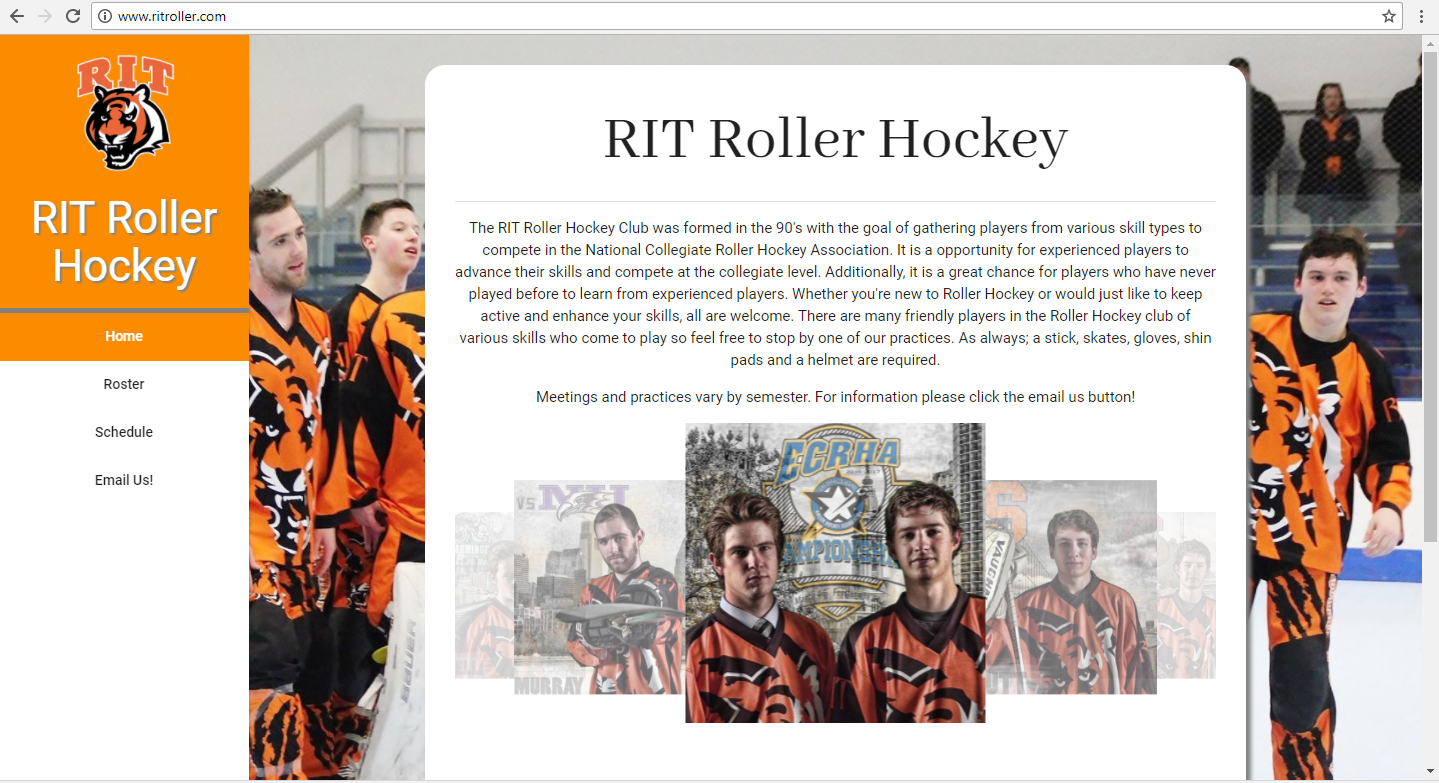 www.ritroller.com
RIT
RIT Roller
Hockey
Home
Roster
Schedule
Email Us!
RIT Roller Hockey
The RIT Roller Hockey Club was formed in the 90's with the goal of gathering players from various skill types to
compete in the National Collegiate Roller Hockey Association. It is a opportunity for experienced players to
advance their skills and compete at the collegiate level. Additionally, it is a great chance for players who have never
played before to learn from experienced players. Whether you're new to Roller Hockey or would just like to keep
active and enhance your skills, all are welcome. There are many friendly players in the Roller Hockey club of
various skills who come to play so feel free to stop by one of our practices. As always; a stick, skates, gloves, shin
pads and a helmet are required.
Meetings and practices vary by semester. For information please click the email us button!
ECRHA
VS
MURRAY
BAUER